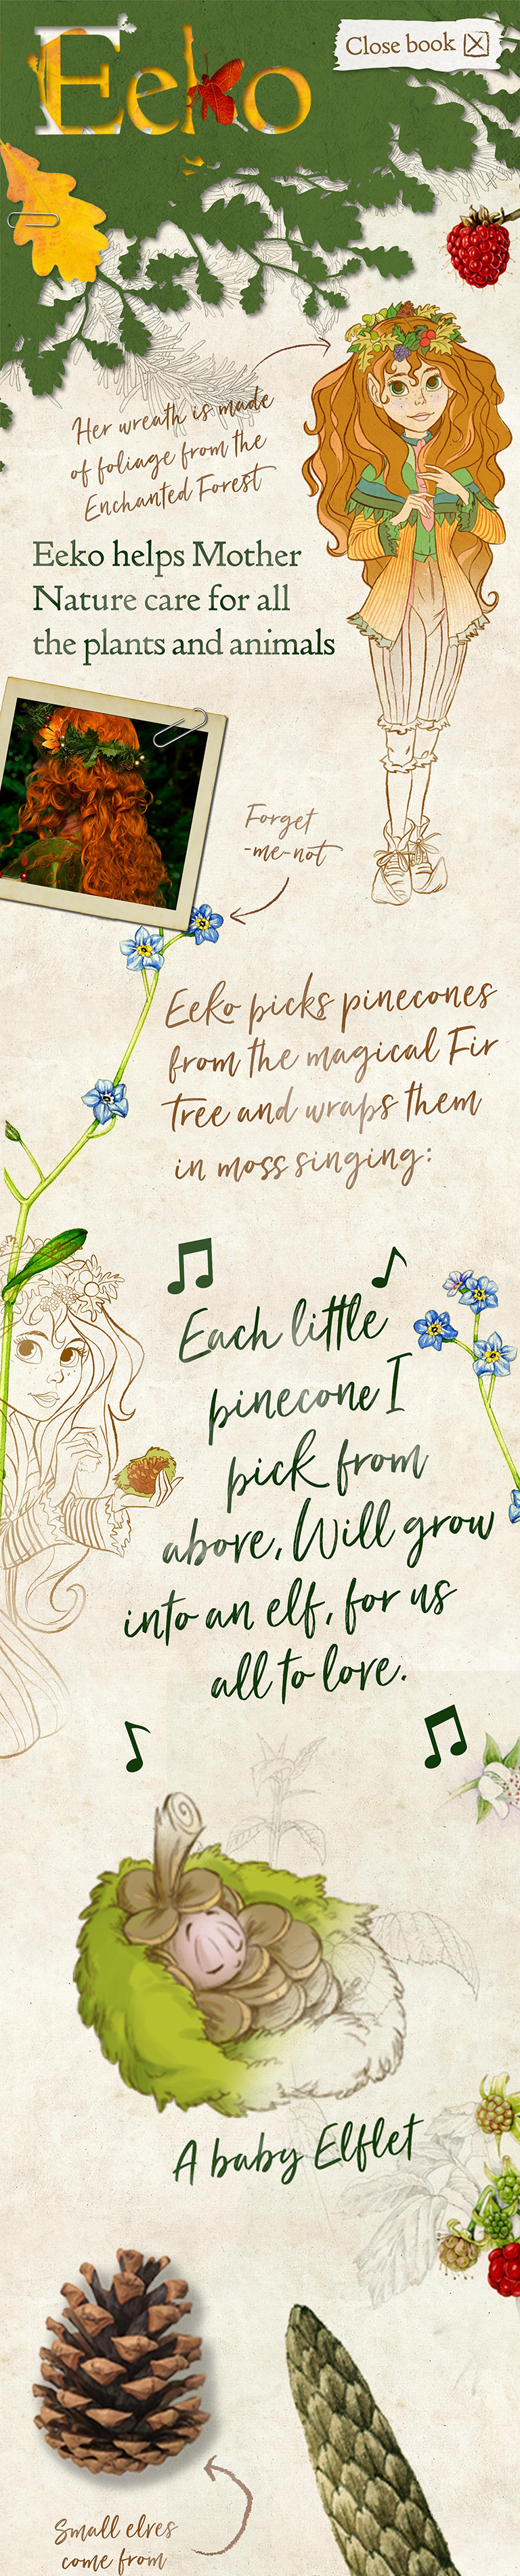 Eeko
Close book
Her wreath is made
of foliage from the
Enchanted Forest
Eeko helps Mother
Nature care for all
the plants and animals
Forget
-me-not
Eeko picks pinecones
from the magical Fir
Tree and wraps them
in moss singing:
Each little
pinecone I
pick from
above, Will grow
into an elf, for us
all to love.
A baby Elflet
Small elves
come from